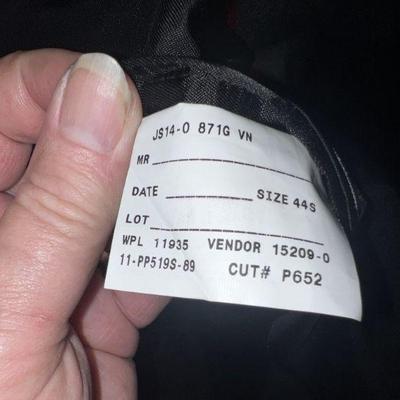 JS14-0 871G VN
MR
DATE SIZE 44S
LOT
WPL 11935 VENDOR 15209-0
11-PP519S-89 CUT# P652